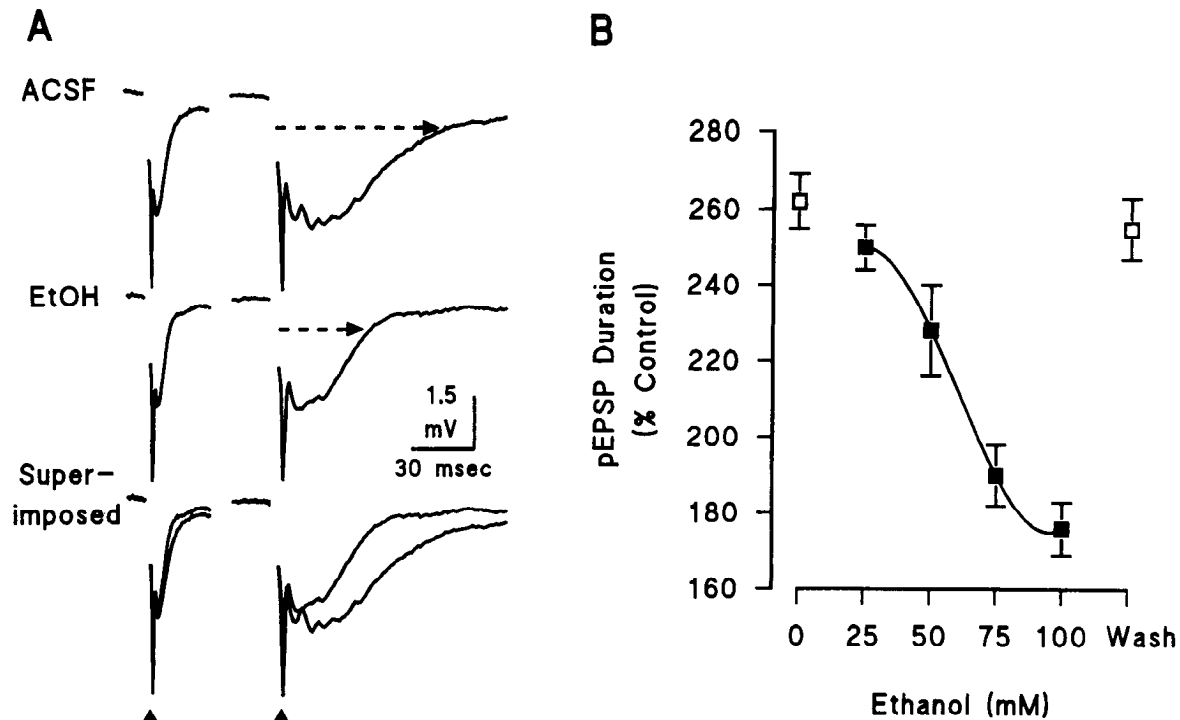 A
ACSF
EtOH
1.5
mV
30 msec
Super-
imposed
B
pEPSP Duration
(% Control)
280
260
240
220
200
180
160
0 25 50 75 100 Wash
Ethanol (mM)